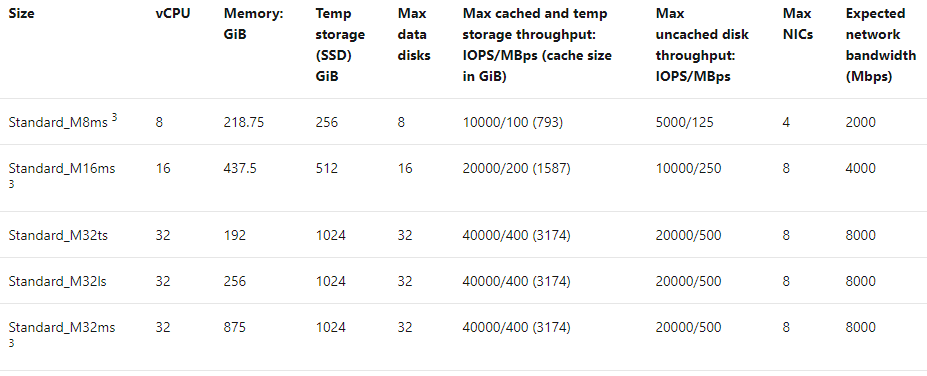 Size vCPU Memory: Temp Max Max cached and temp Max Max Expected
GiB storage data storage throughput: uncached disk NICs network
(SSD) disks IOPS/MBps (cache size throughput: bandwidth
GiB in GiB) IOPS/MBps (Mbps)
Standard_M8ms 3 8 218.75 256 8 10000/100 (793) 5000/125 4 2000
Standard_M16ms 16 437.5 512 16 20000/200 (1587) 10000/250 8 4000
3
Standard_M32ts 32 192 1024 32 40000/400 (3174) 20000/500 8 8000
Standard_M32ls 32 256 1024 32 40000/400 (3174) 20000/500 8 8000
Standard_M32ms 32 875 1024 32 40000/400 (3174) 20000/500 8 8000
3